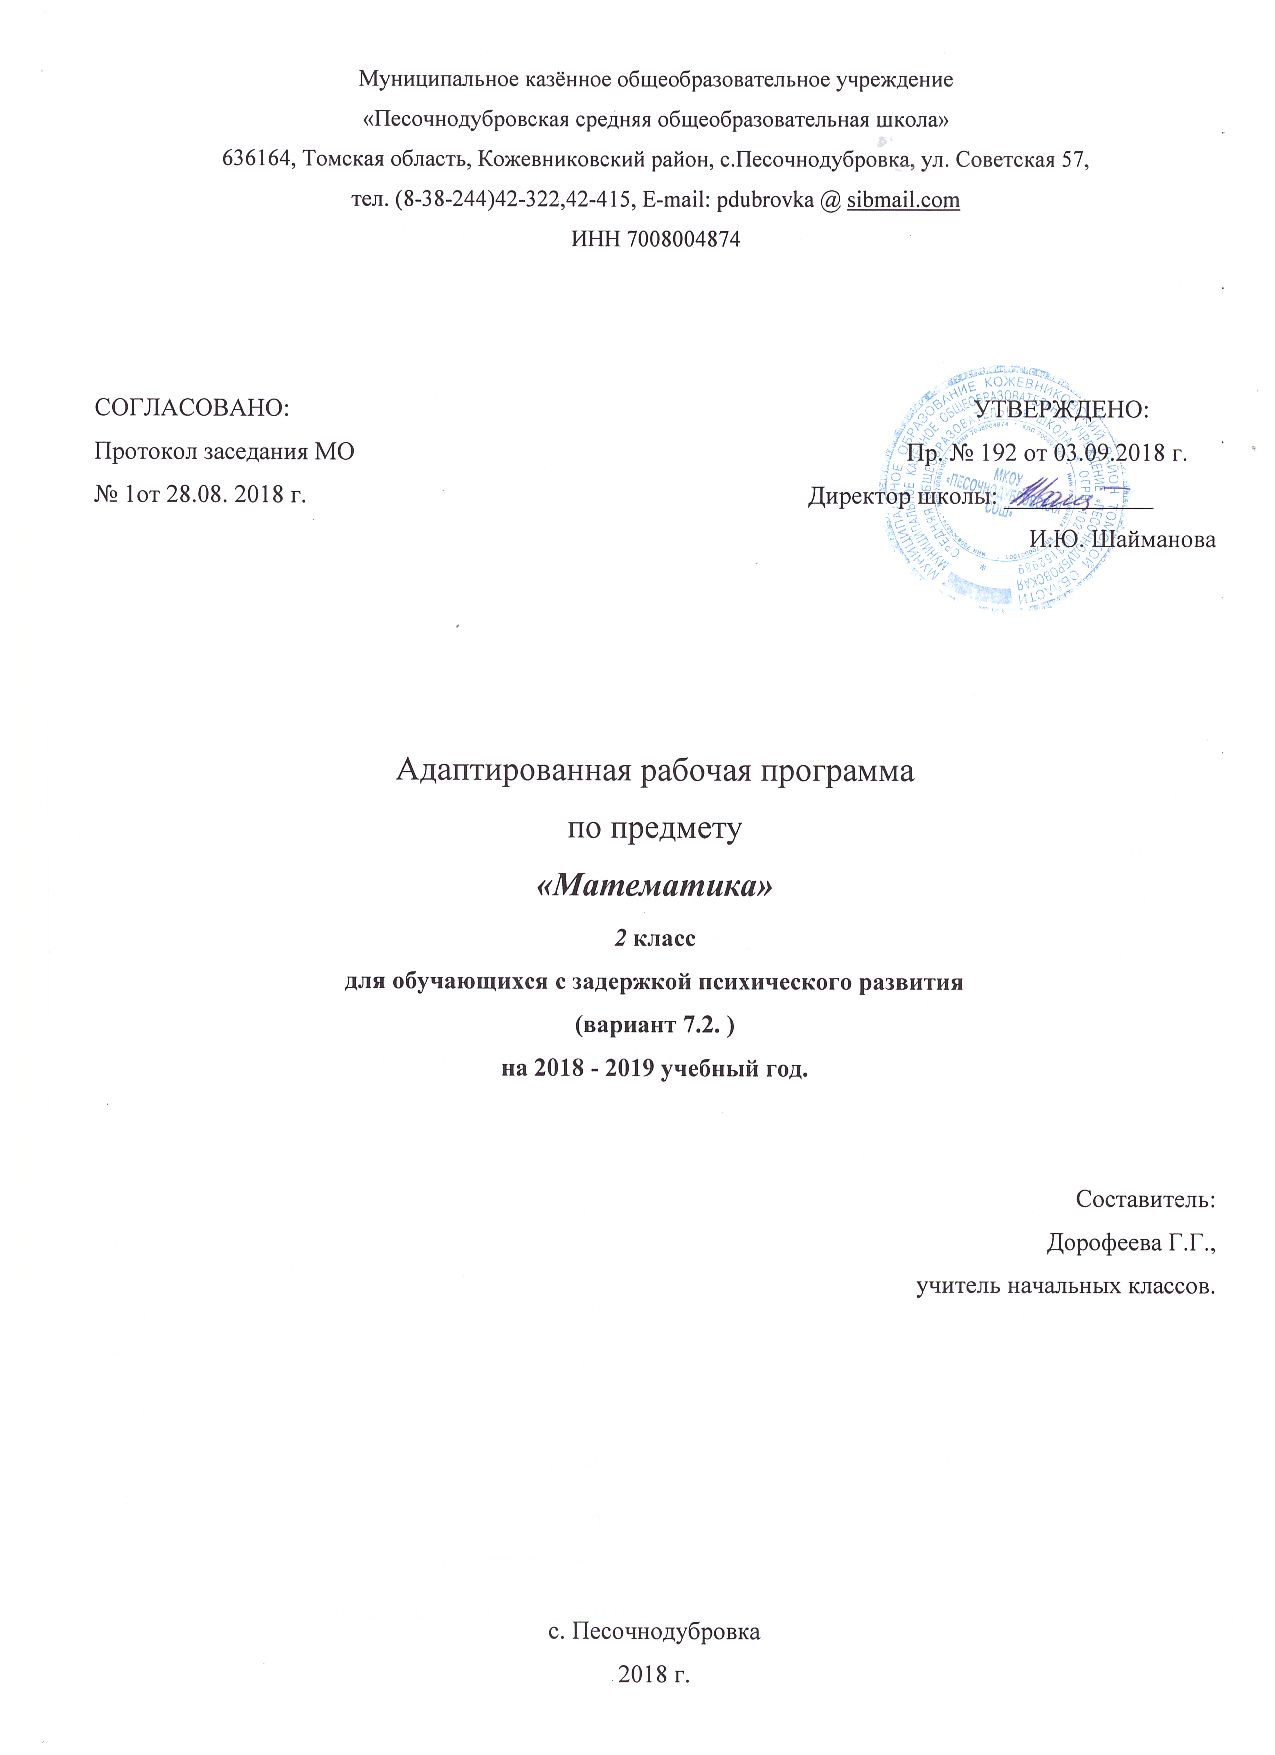 Муниципальное казённое общеобразовательное учреждение
«Песочнодубровская средняя общеобразовательная школа»
636164, Томская область, Кожевниковский район, с.Песочнодубровка, ул. Советская 57,
тел. (8-38-244)42-322,42-415, E-mail: pdubrovka @ sibmail.com
ИНН 7008004874
СОГЛАСОВАНО:
УТВЕРЖДЕНО:
Протокол заседания МО
Пр. № 192 от 03.09.2018 г.
№ 1от 28.08. 2018 г.
Директор школы: ____________
И.Ю. Шайманова
МКОУ
«ПЕСОЧНОДУБРОВСКАЯ
СОШ»
Адаптированная рабочая программа
по предмету
«Математика»
2 класс
для обучающихся с задержкой психического развития
(вариант 7.2. )
на 2018 - 2019 учебный год.
Составитель:
Дорофеева Г.Г.,
учитель начальных классов.
с. Песочнодубровка
2018 г.